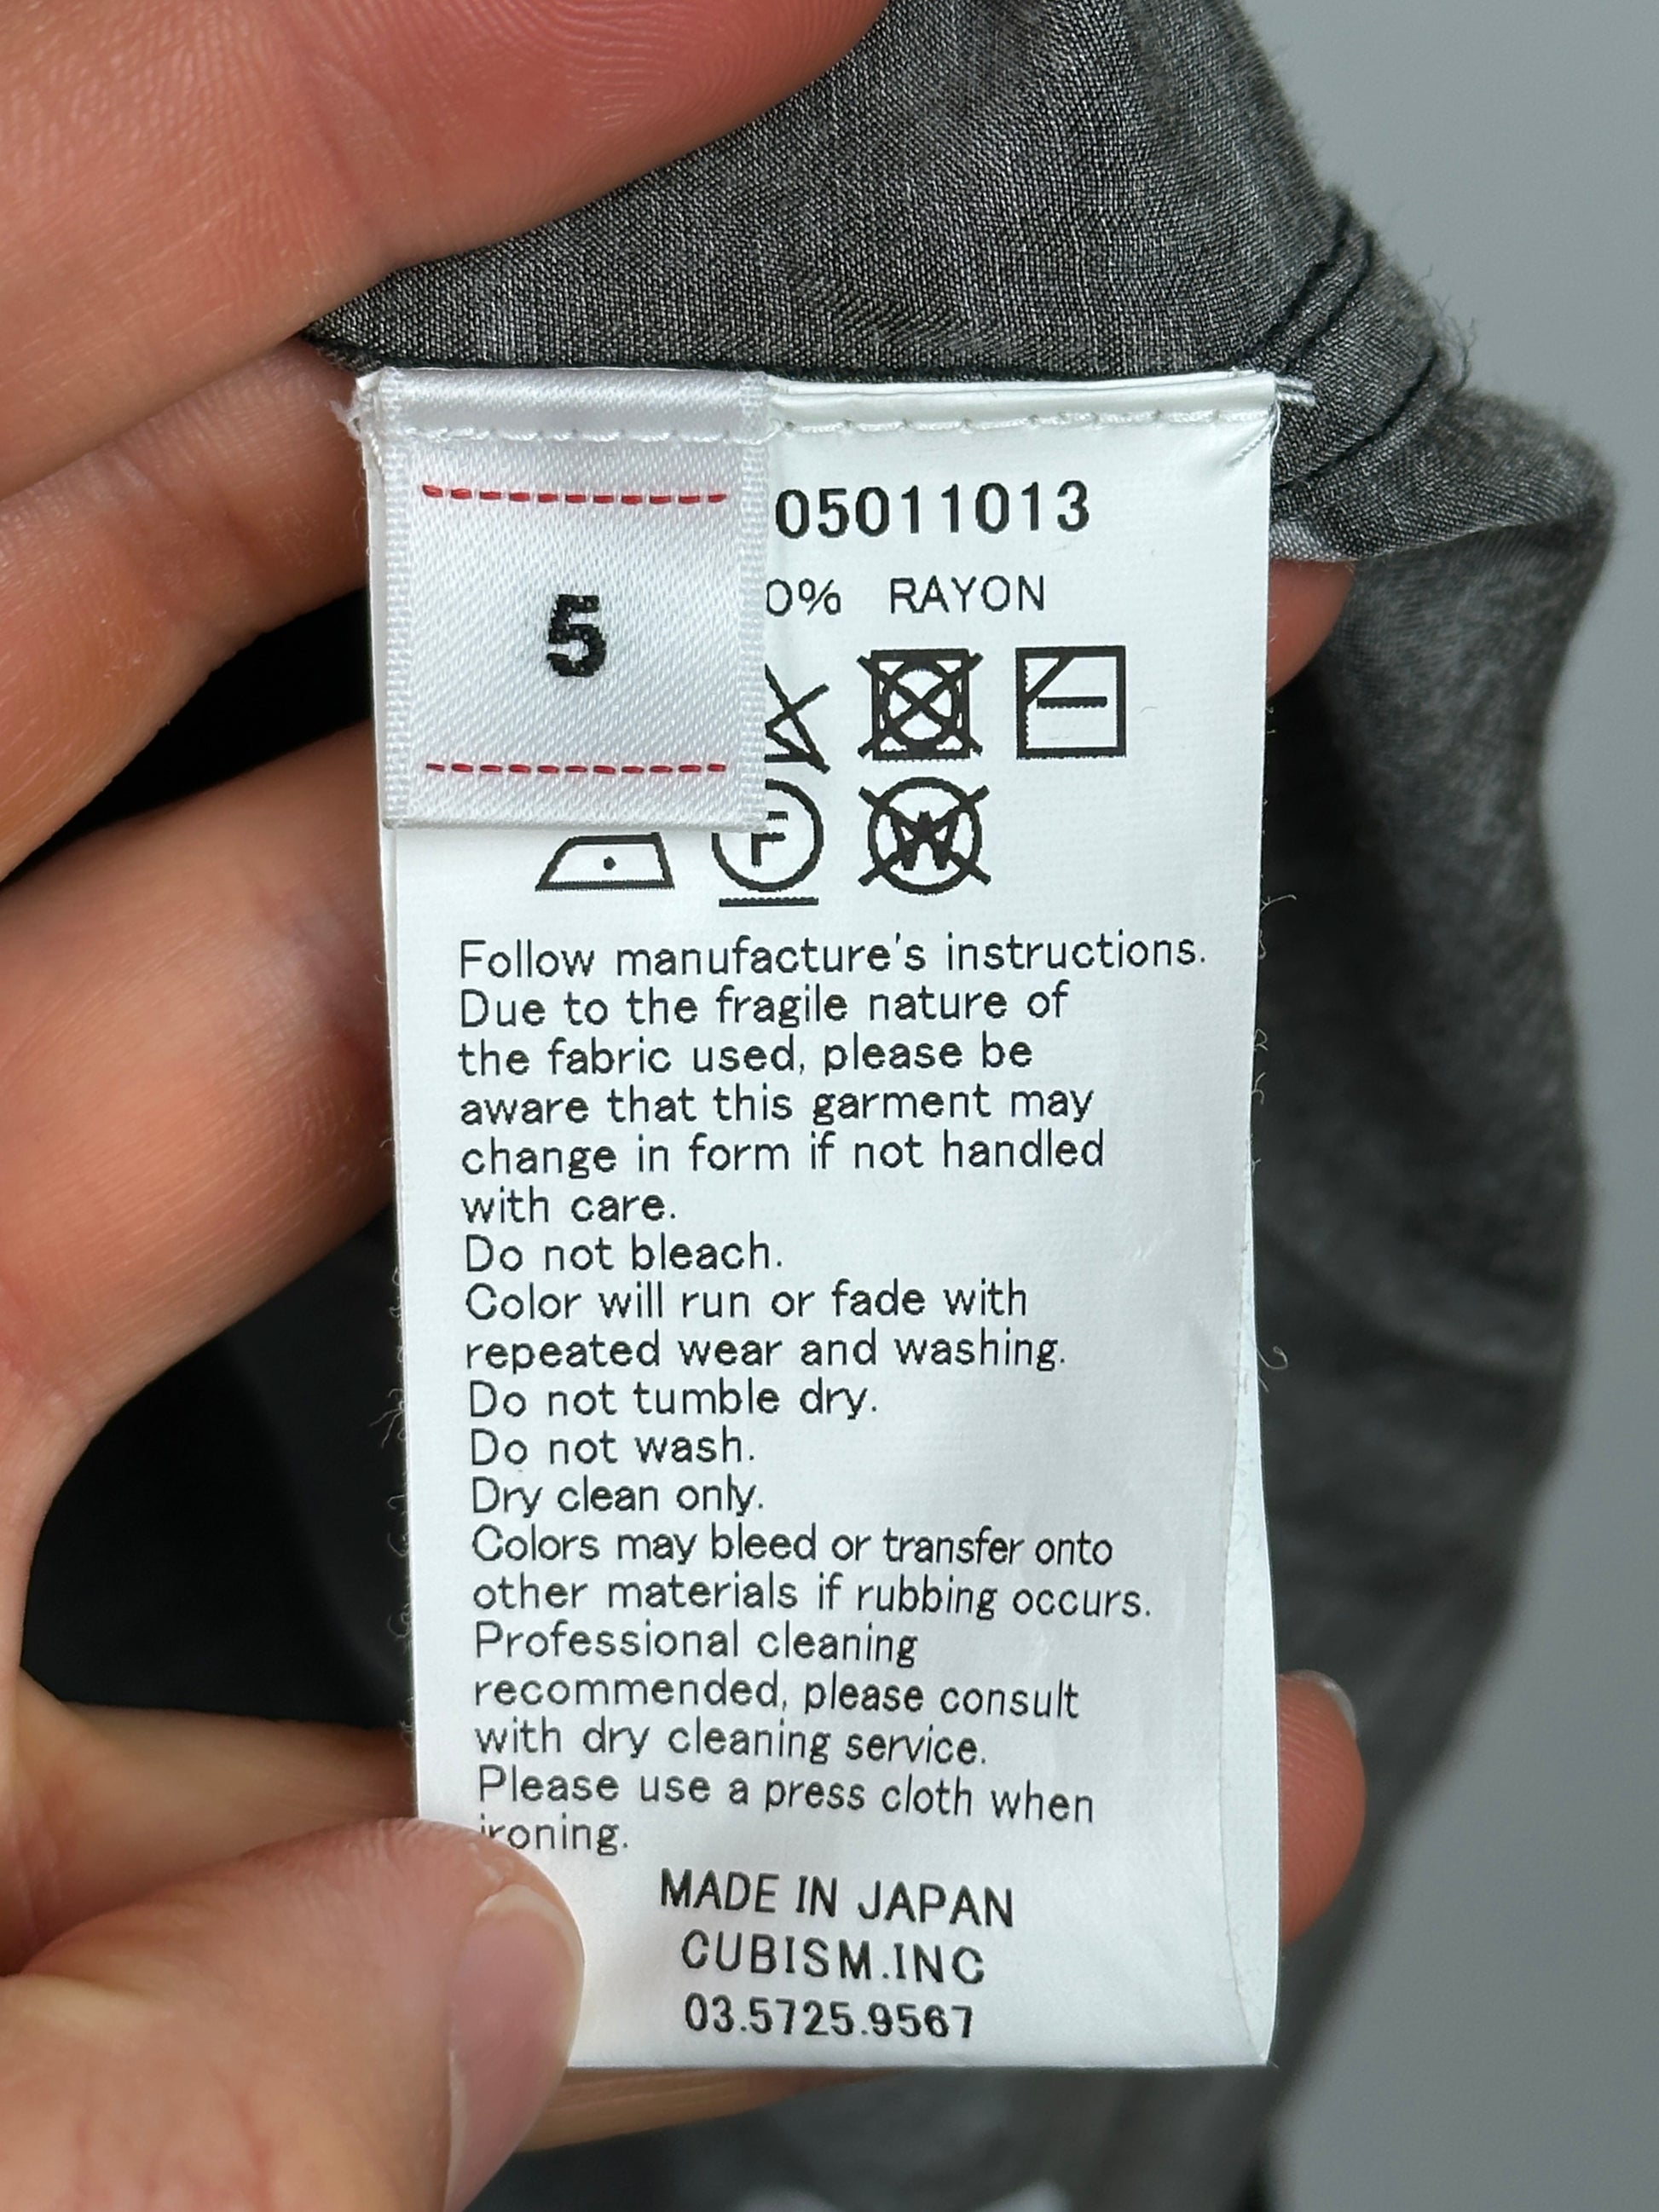 5
05011013
0% RAYON
F
W
Follow manufacture's instructions.
Due to the fragile nature of
the fabric used, please be
aware that this garment may
change in form if not handled
with care.
Do not bleach.
Color will run or fade with
repeated wear and washing.
Do not tumble dry.
Do not wash.
Dry clean only.
Colors may bleed or transfer onto
other materials if rubbing occurs.
Professional cleaning
recommended, please consult
with dry cleaning service.
Please use a press cloth when
ironing.
MADE IN JAPAN
CUBISM.INC
03.5725.9567